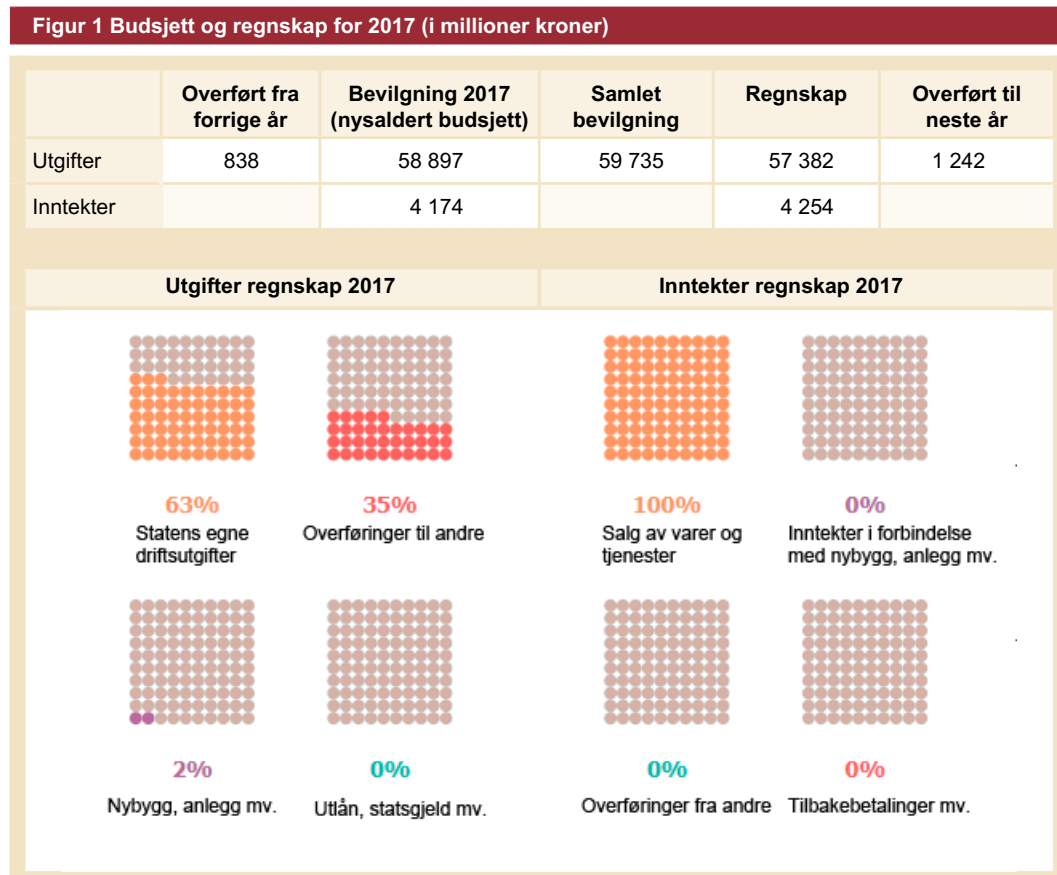 Figur 1 Budsjett og regnskap for 2017 (i millioner kroner)
Overført fra forrige år
Bevilgning 2017 (nysaldert budsjett)
Samlet bevilgning
Regnskap
Overført til neste år
Utgifter 838 58 897 59 735 57 382 1 242
Inntekter 4 174 4 254
Utgifter regnskap 2017
Inntekter regnskap 2017
63%
Statens egne
driftsutgifter
35%
Overføringer til andre
100%
Salg av varer og
tjenester
0%
Inntekter i forbindelse
med nybygg, anlegg mv.
2%
Nybygg, anlegg mv.
0%
Utlån, statsgjeld mv.
0%
Overføringer fra andre
0%
Tilbakebetalinger mv.